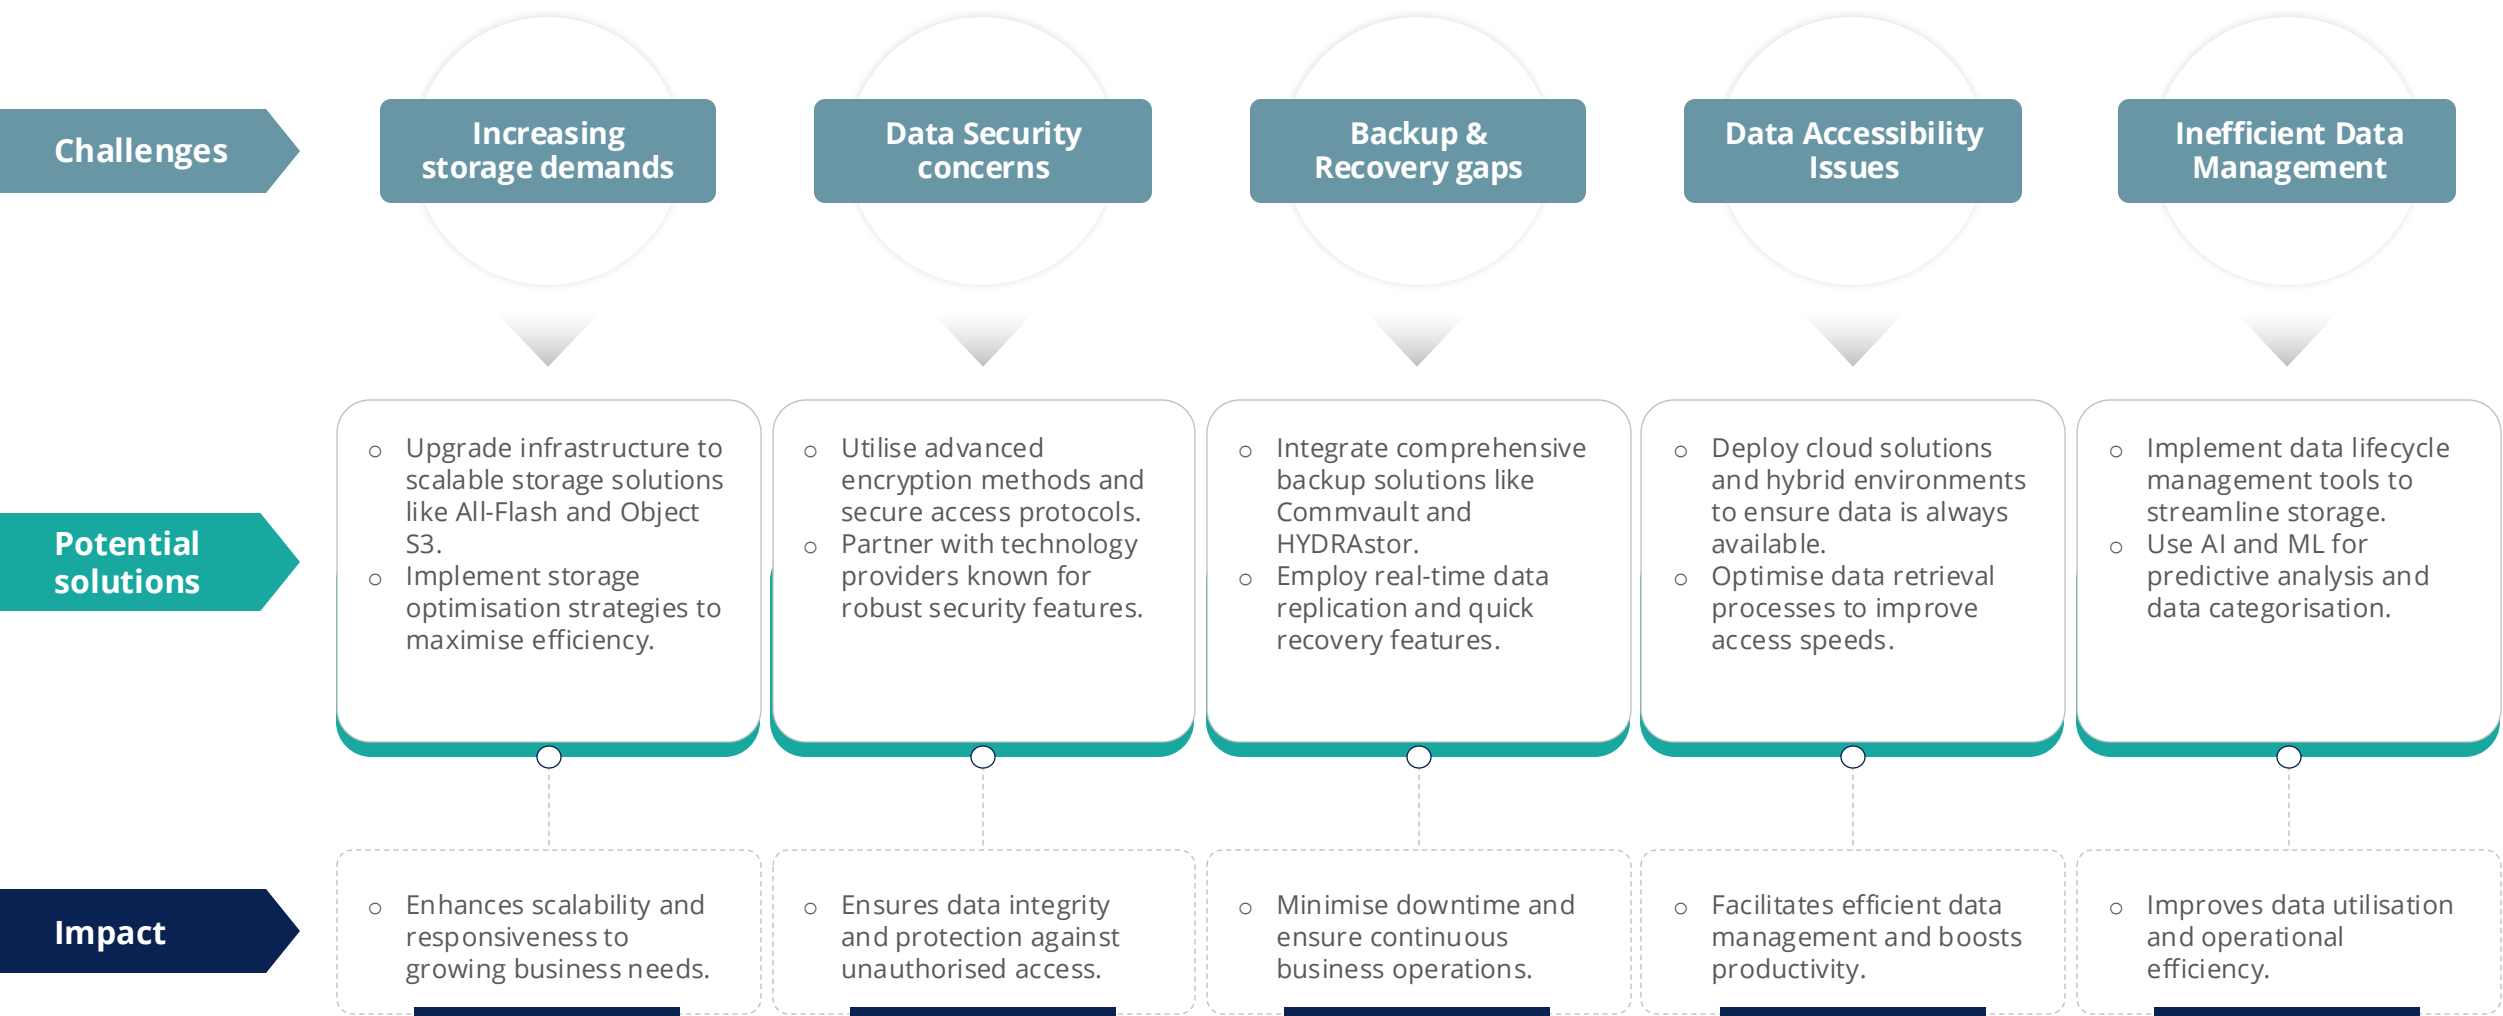 Challenges
Increasing
storage demands
Data Security
concerns
Backup &
Recovery gaps
Data Accessibility
Issues
Inefficient Data
Management
Potential
solutions
○ Upgrade infrastructure to
scalable storage solutions
like All-Flash and Object
S3.
○ Implement storage
optimisation strategies to
maximise efficiency.
○ Utilise advanced
encryption methods and
secure access protocols.
○ Partner with technology
providers known for
robust security features.
○ Integrate comprehensive
backup solutions like
Commvault and
HYDRAstor.
○ Employ real-time data
replication and quick
recovery features.
○ Deploy cloud solutions
and hybrid environments
to ensure data is always
available.
○ Optimise data retrieval
processes to improve
access speeds.
○ Implement data lifecycle
management tools to
streamline storage.
○ Use AI and ML for
predictive analysis and
data categorisation.
Impact
○ Enhances scalability and
responsiveness to
growing business needs.
○ Ensures data integrity
and protection against
unauthorised access.
○ Minimise downtime and
ensure continuous
business operations.
○ Facilitates efficient data
management and boosts
productivity.
○ Improves data utilisation
and operational
efficiency.